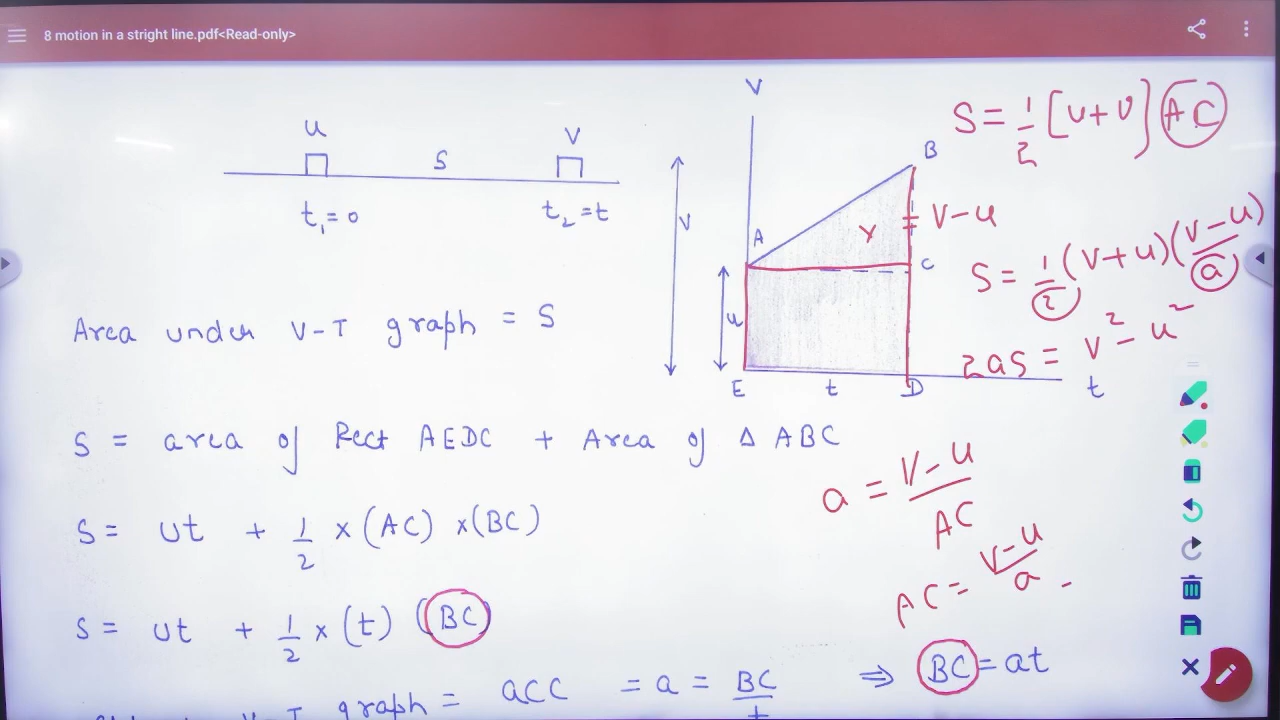 8 motion in a stright line.pdf<Read-only>
u
S
V
t₁ = 0
t₂ = t
V
B
V
V-u
A
Y
C
u
E
t
D
t
S = 1/2 [u+v] AC
S = 1/2 (v+u) (v-u)/a
2as = v² - u²
Area under V-T graph = S
S = area of Rect AEDC + Area of Δ ABC
a = V-u/AC
S = ut + 1/2 × (AC) × (BC)
AC = v-u/a
S = ut + 1/2 × (t) (BC)
V-T graph = acc = a = BC/t ⇒ BC = at